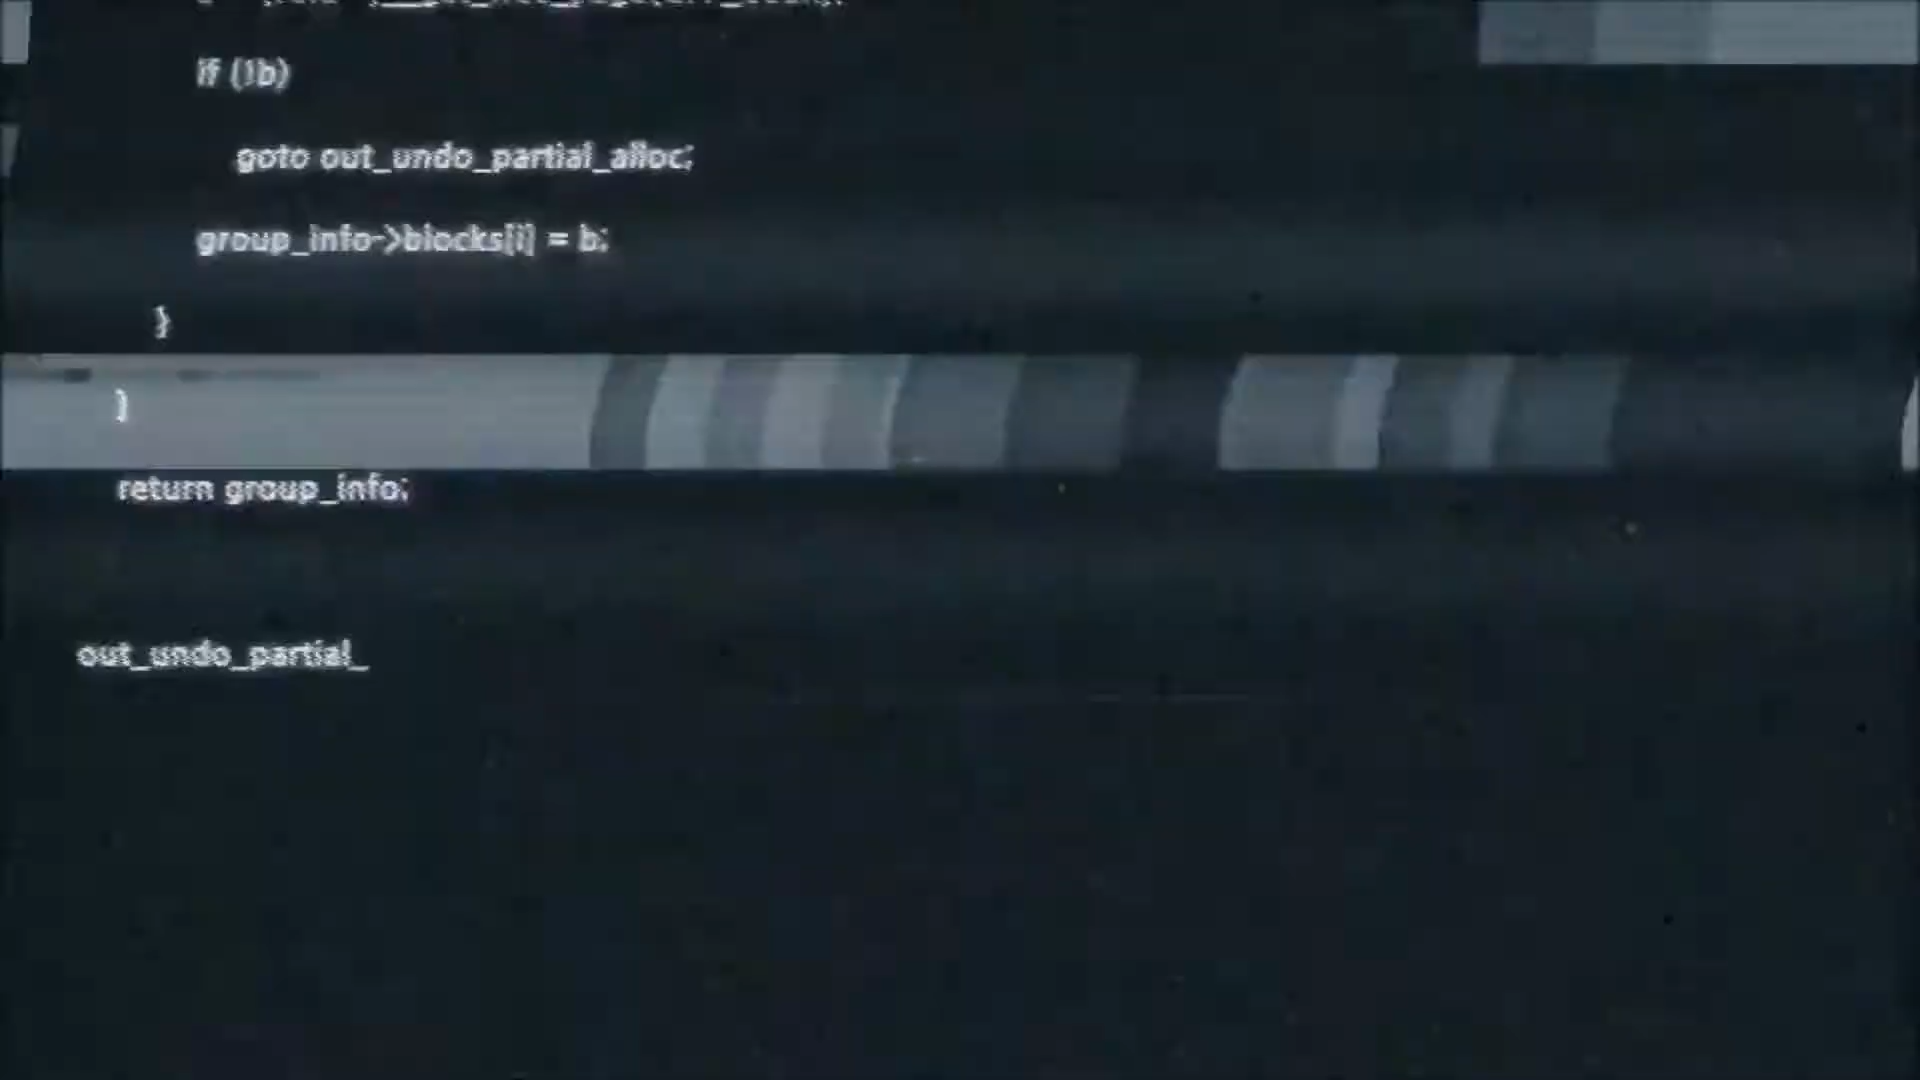 if (!b)
goto out_undo_partial_alloc;
group_info->blocks[i] = b;
}
}
return group_info;
out_undo_partial_